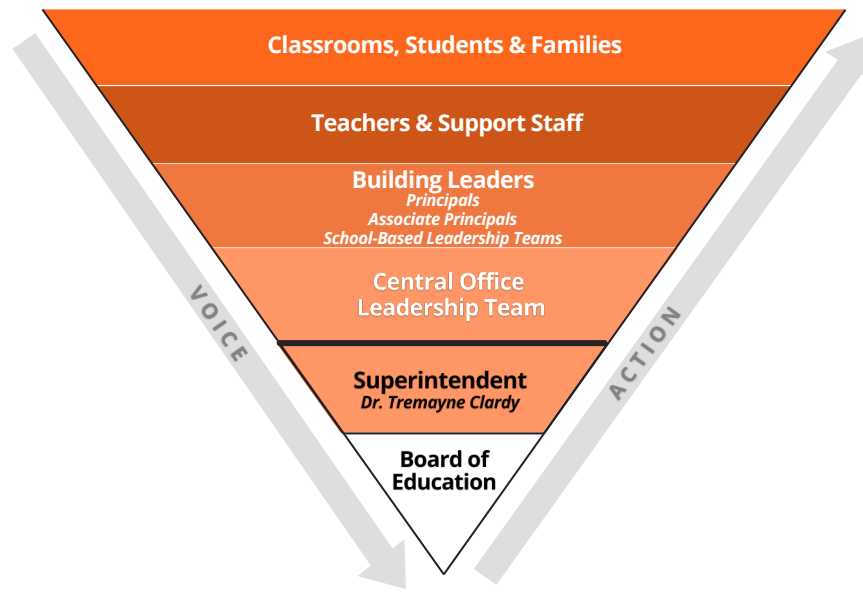 Classrooms, Students & Families
Teachers & Support Staff
Building Leaders
Principals
Associate Principals
School-Based Leadership Teams
Central Office
Leadership Team
VOICE
ACTION
Superintendent
Dr. Tremayne Clardy
Board of
Education